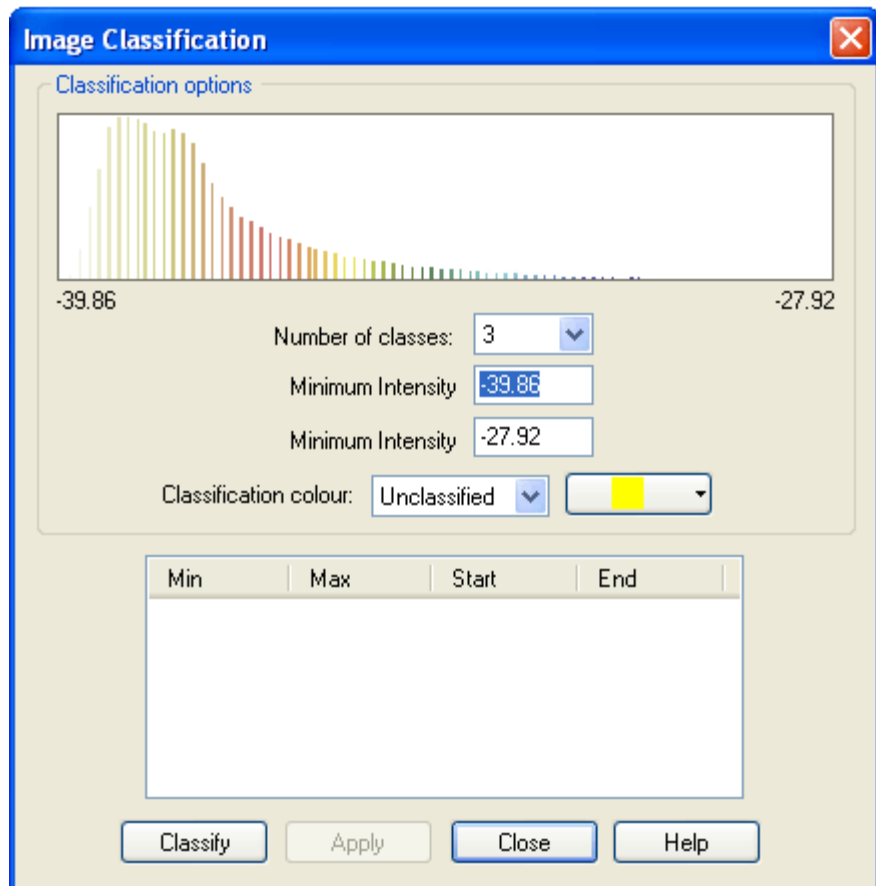 Image Classification
Classification options
-39.86 -27.92
Number of classes: 3
Minimum Intensity -39.86
Minimum Intensity -27.92
Classification colour: Unclassified
Min Max Start End
Classify Apply Close Help